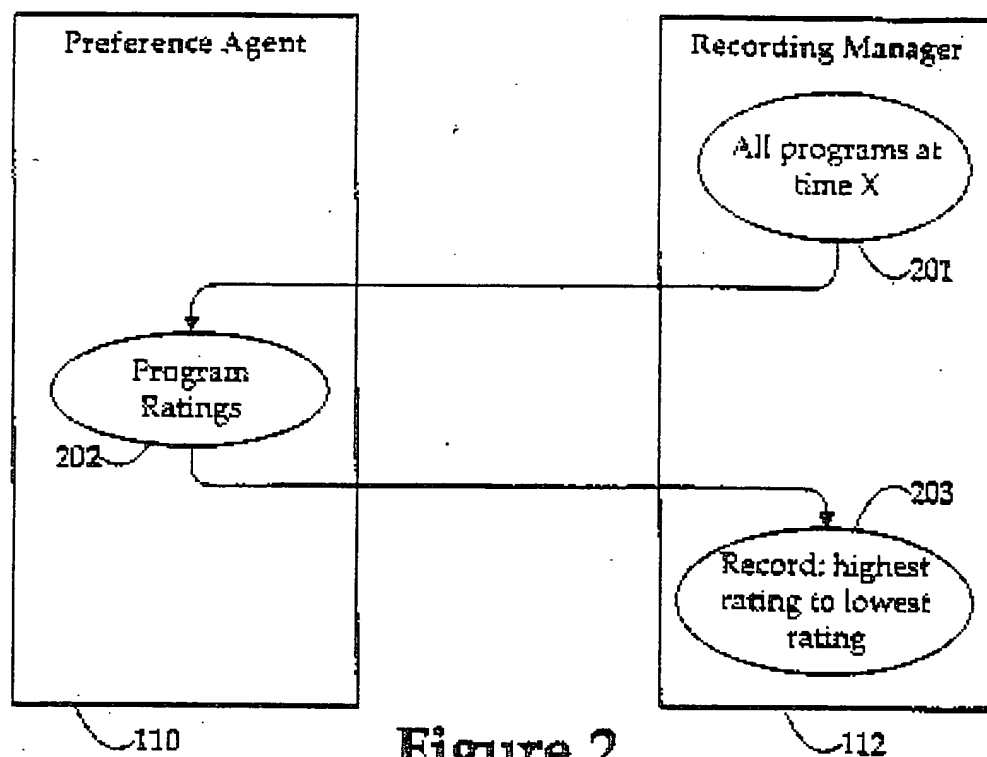 Preference Agent
Recording Manager
All programs at
time X
201
Program
Ratings
202
203
Record: highest
rating to lowest
rating
110
112
Figure 2